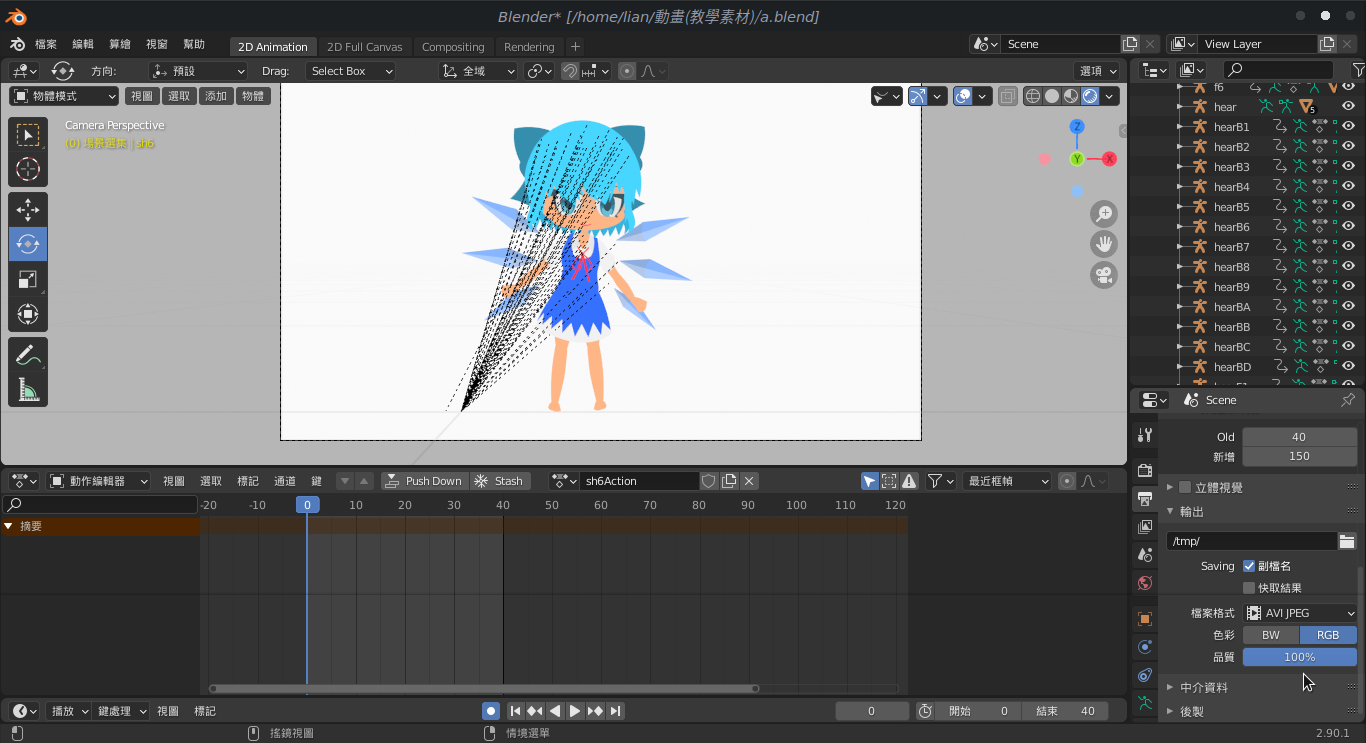 Blender* [/home/lian/動畫(教學素材)/a.blend]
檔案 編輯 算繪 視窗 幫助 2D Animation 2D Full Canvas Compositing Rendering + Scene View Layer
方向: 預設 Drag: Select Box 全域 選項
物體模式 視圖 選取 添加 物體
Camera Perspective
(0) 場景選集 | sh6
Z
Y
X
f6
hear 5
hearB1
hearB2
hearB3
hearB4
hearB5
hearB6
hearB7
hearB8
hearB9
hearBA
hearBB
hearBC
hearBD
Scene
Old 40
新增 150
立體視覺
輸出
/tmp/
Saving 副檔名
快取結果
檔案格式 AVI JPEG
色彩 BW RGB
品質 100%
中介資料
後製
動作編輯器 視圖 選取 標記 通道 鍵 Push Down Stash sh6Action 最近框幀
-20 -10 0 10 20 30 40 50 60 70 80 90 100 110 120
摘要
播放 鍵處理 視圖 標記 0 開始 0 結束 40
搖鏡視圖 情境選單 2.90.1